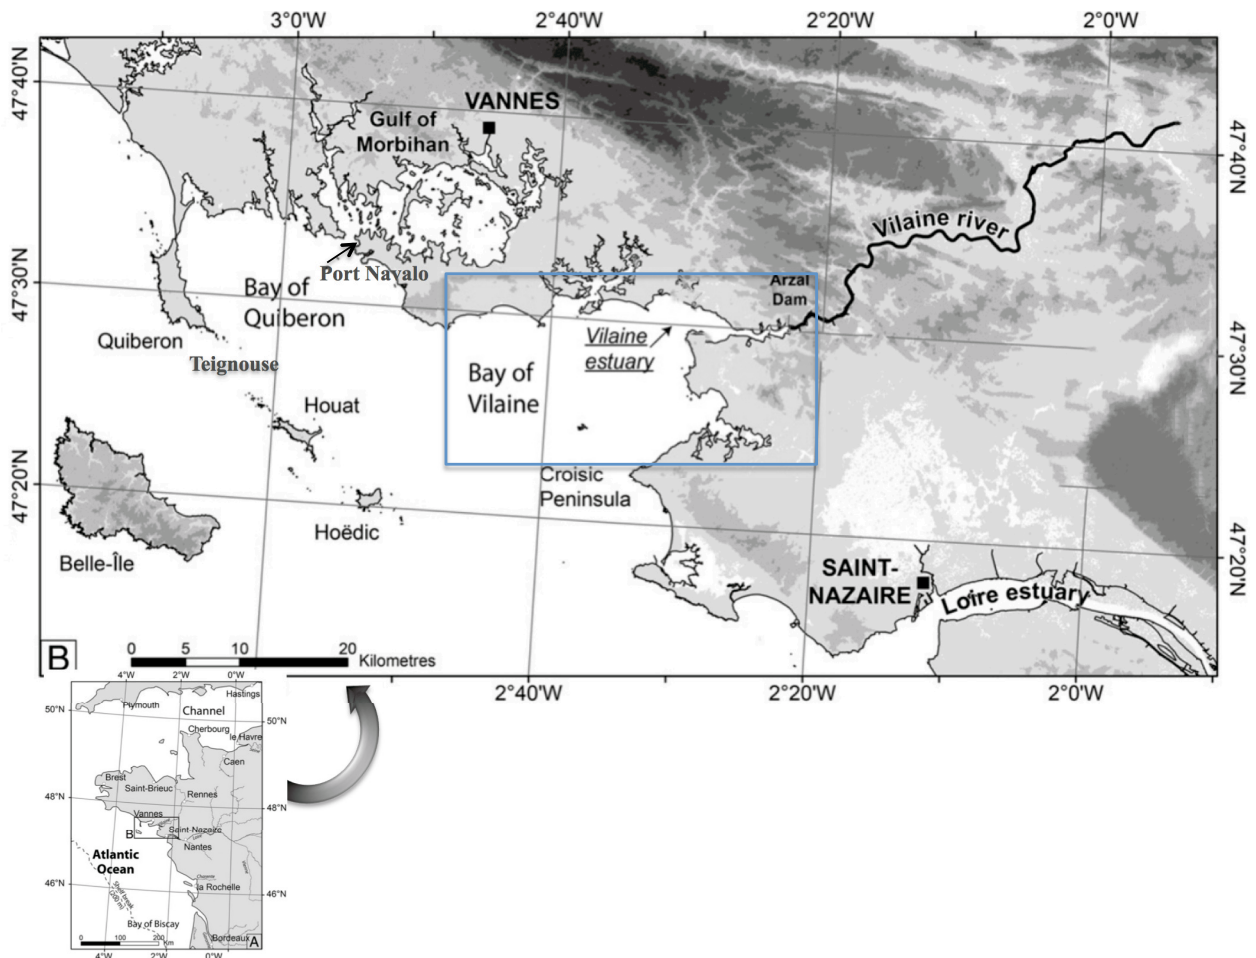 3°0'W 2°40'W 2°20'W 2°0'W
47°40'N
VANNES
Gulf of
Morbihan
47°40'N
Vilaine river
Port Navalo
47°30'N
Bay of
Quiberon
Arzal
Dam
Quiberon
Vilaine
estuary
47°30'N
Teignouse
Bay of
Vilaine
Houat
47°20'N
Croisic
Peninsula
Hoëdic
Belle-Île
47°20'N
SAINT-
NAZAIRE
Loire estuary
B
0 5 10 20
Kilometres
2°40'W 2°20'W 2°0'W
4°W 2°W 0°W
Hastings
Plymouth
50°N
Channel
50°N
Cherbourg
le Havre
Caen
Brest
Saint-Brieuc
Rennes
48°N
48°N
Vannes
B
Saint-Nazaire
Nantes
Atlantic
Ocean
46°N
la Rochelle
46°N
Shelf break
(200 m)
Bay of Biscay
Bordeaux
A
0 100 200
Km
4°W 2°W 0°W